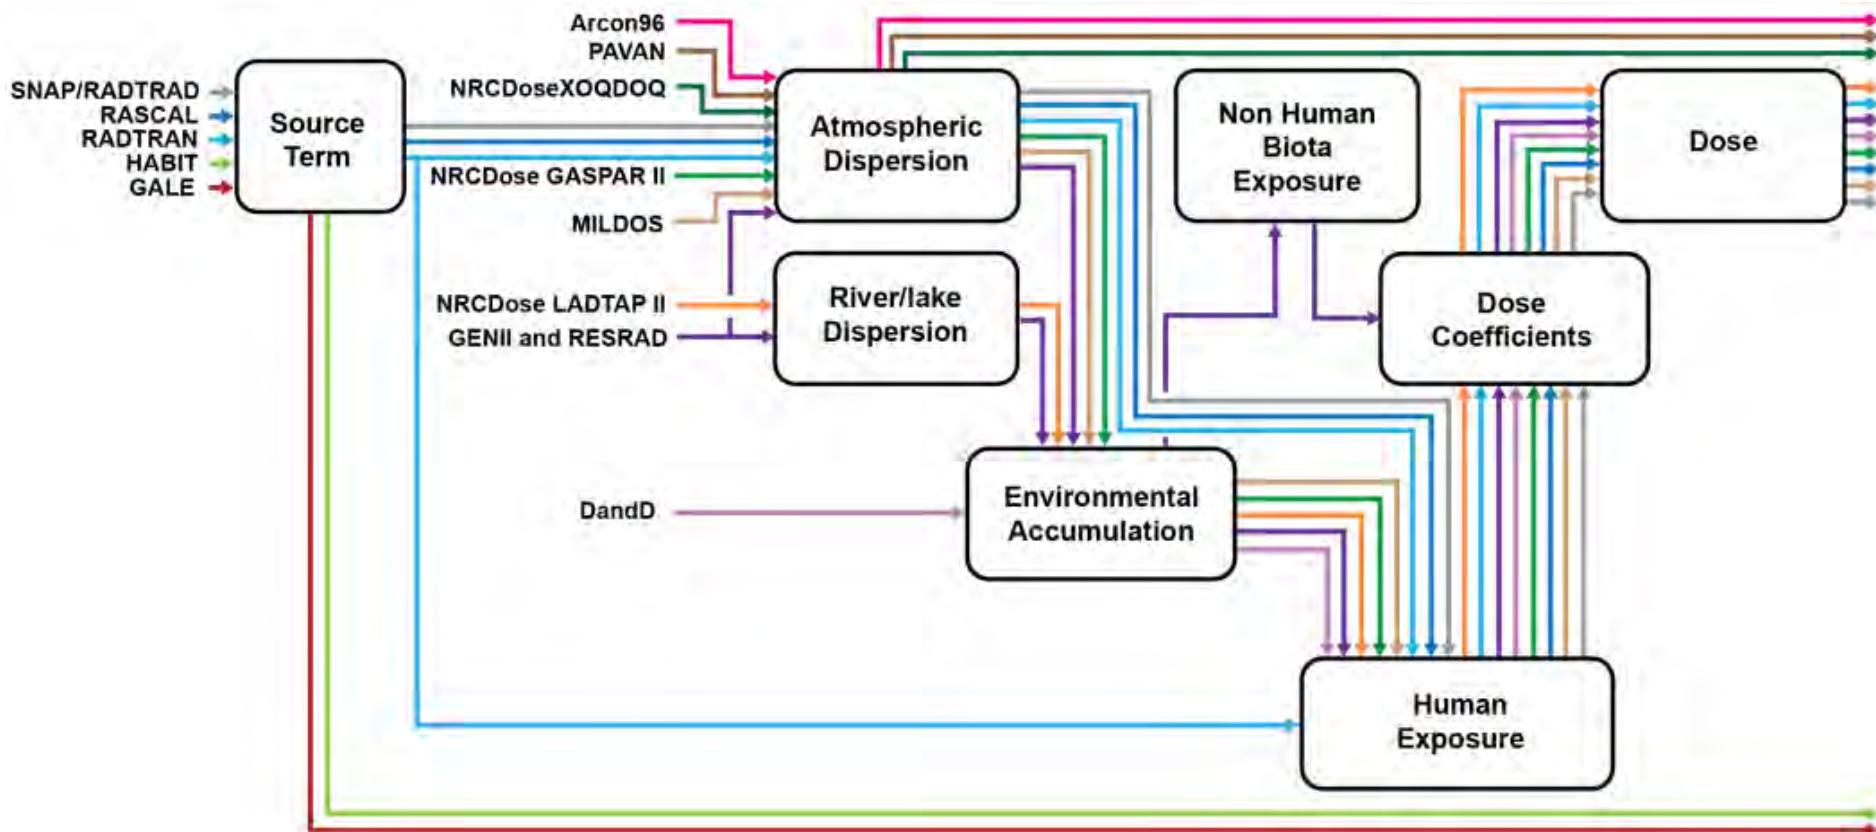 Arcon96
PAVAN
NRCDoseXOQDOQ
SNAP/RADTRAD
RASCAL
RADTRAN
HABIT
GALE
Source
Term
NRCDose GASPAR II
MILDOS
Atmospheric
Dispersion
Non Human
Biota
Exposure
Dose
NRCDose LADTAP II
GENII and RESRAD
River/lake
Dispersion
Dose
Coefficients
DandD
Environmental
Accumulation
Human
Exposure